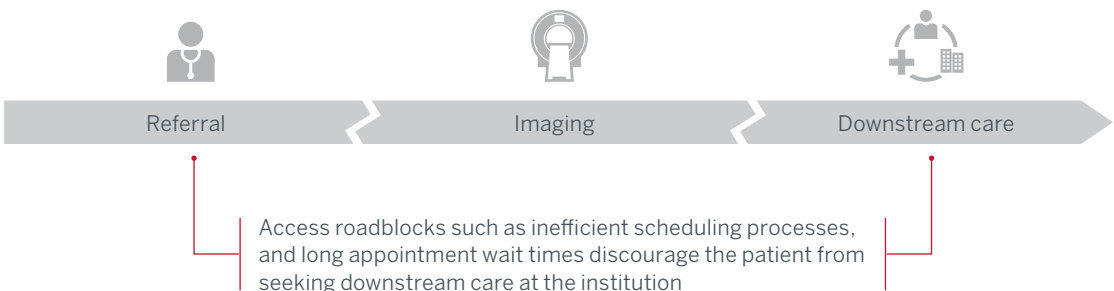 Referral
Imaging
Downstream care
Access roadblocks such as inefficient scheduling processes,
and long appointment wait times discourage the patient from
seeking downstream care at the institution